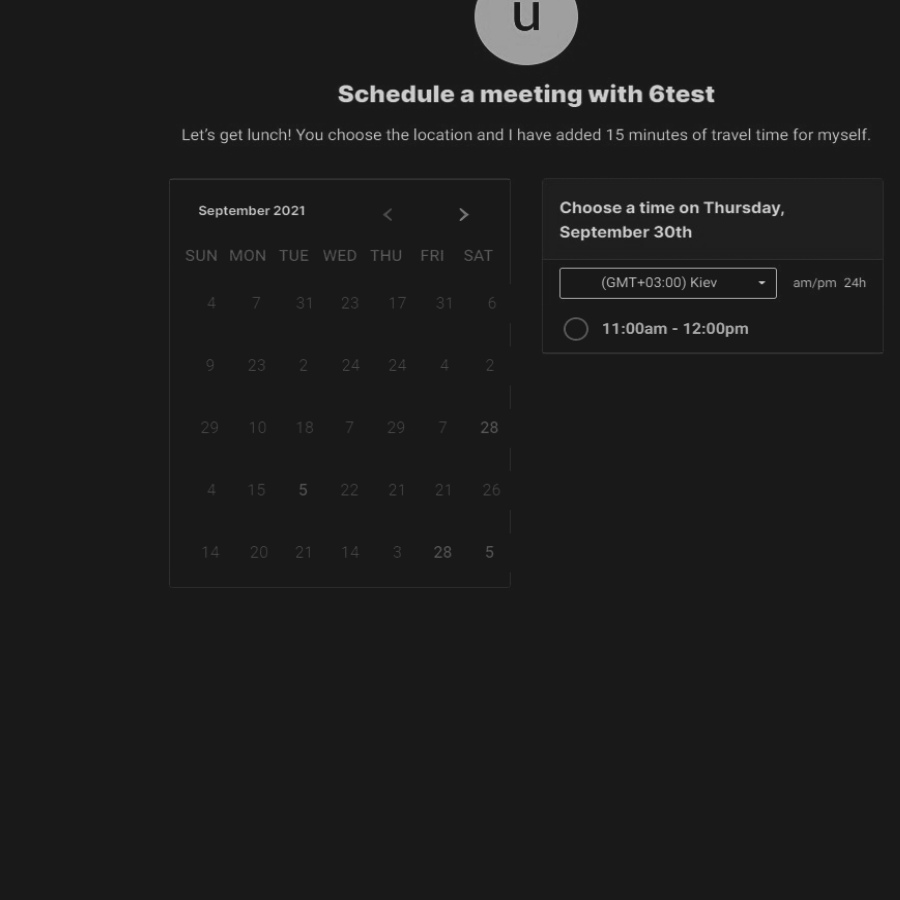 u
Schedule a meeting with 6test
Let's get lunch! You choose the location and I have added 15 minutes of travel time for myself.
September 2021
SUN MON TUE WED THU FRI SAT
4 7 31 23 17 31 6
9 23 2 24 24 4 2
29 10 18 7 29 7 28
4 15 5 22 21 21 26
14 20 21 14 3 28 5
Choose a time on Thursday,
September 30th
(GMT+03:00) Kiev am/pm 24h
11:00am - 12:00pm